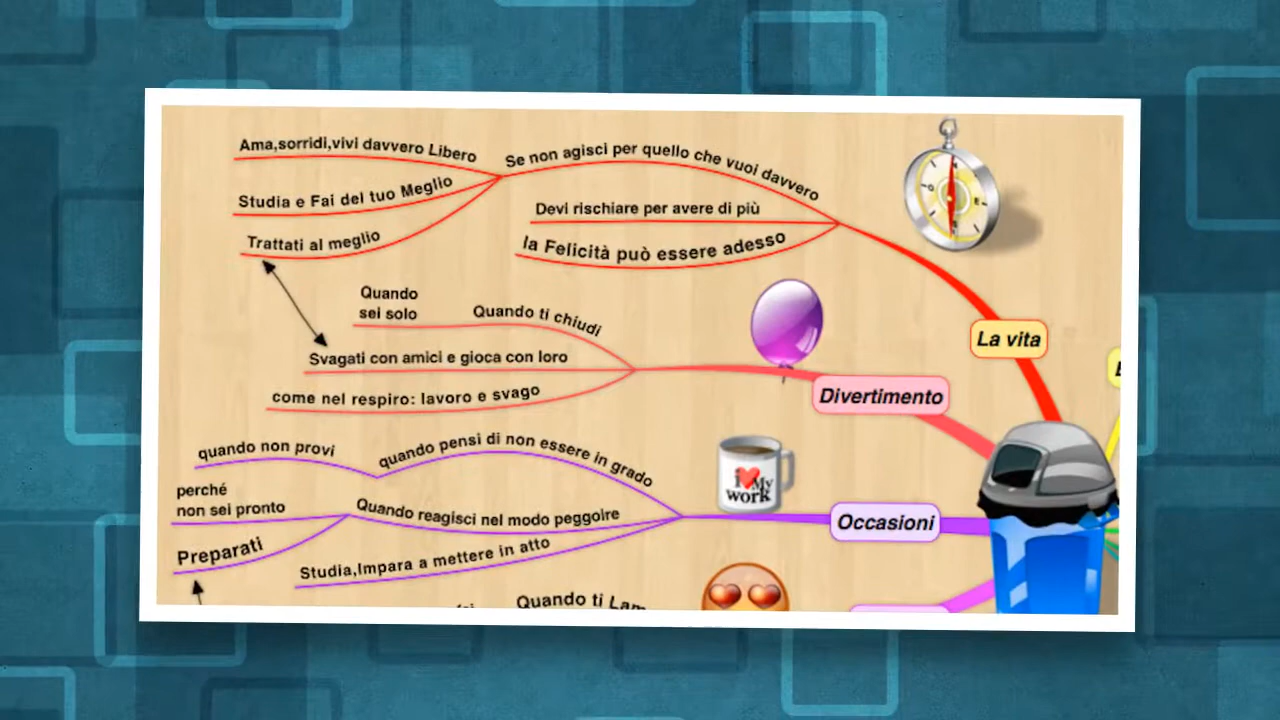 Ama,sorridi,vivi davvero Libero
Studia e Fai del tuo Meglio
Trattati al meglio
Se non agisci per quello che vuoi davvero
Devi rischiare per avere di più
la Felicità può essere adesso
La vita
Quando
sei solo
Quando ti chiudi
Svagati con amici e gioca con loro
come nel respiro: lavoro e svago
Divertimento
quando non provi
quando pensi di non essere in grado
perché
non sei pronto
Quando reagisci nel modo peggoire
Preparati
Studia,Impara a mettere in atto
i My
work
Occasioni
Quando ti